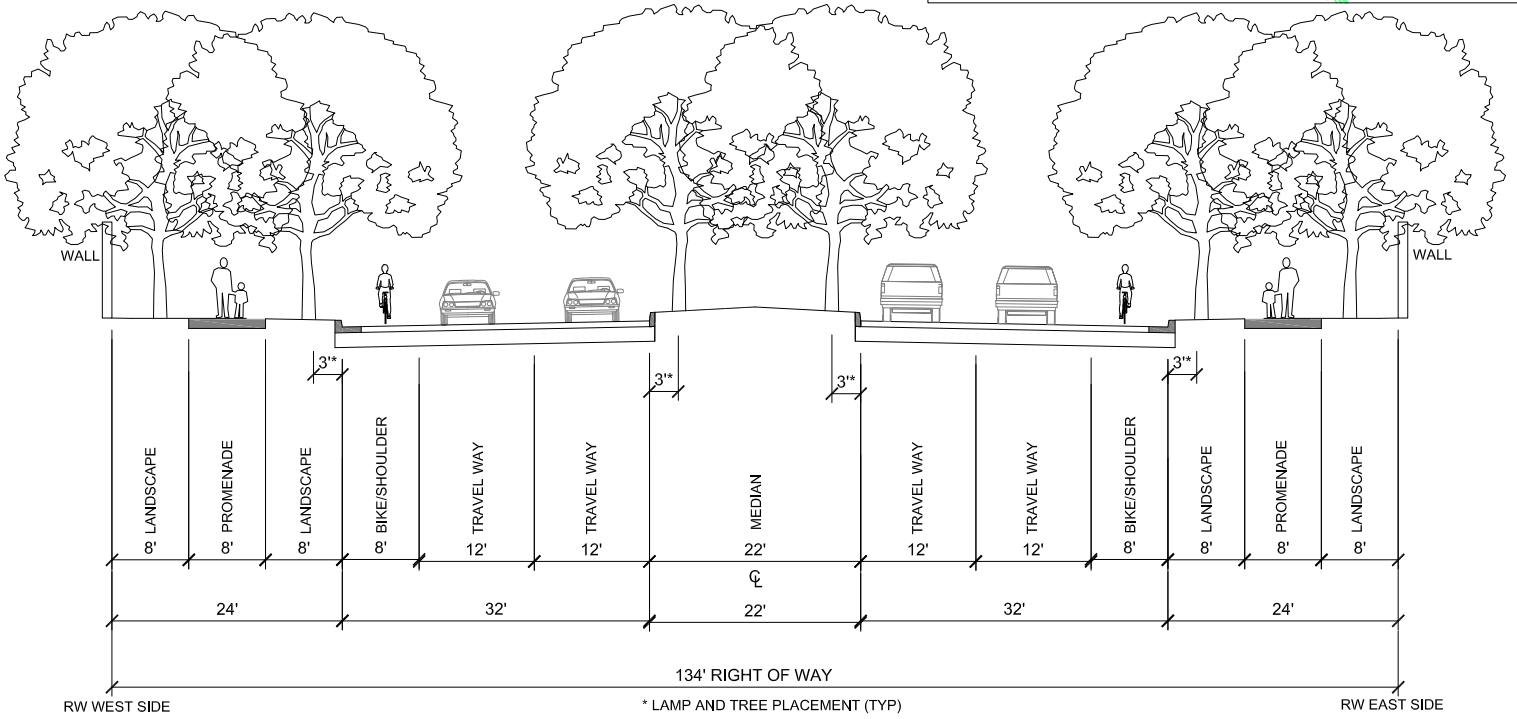 WALL
WALL
3'*
3'*
3'*
3'*
LANDSCAPE
PROMENADE
LANDSCAPE
BIKE/SHOULDER
TRAVEL WAY
TRAVEL WAY
MEDIAN
TRAVEL WAY
TRAVEL WAY
BIKE/SHOULDER
LANDSCAPE
PROMENADE
LANDSCAPE
8' 8' 8' 8' 12' 12' 22' 12' 12' 8' 8' 8' 8'
℄
24' 32' 22' 32' 24'
134' RIGHT OF WAY
RW WEST SIDE
* LAMP AND TREE PLACEMENT (TYP)
RW EAST SIDE